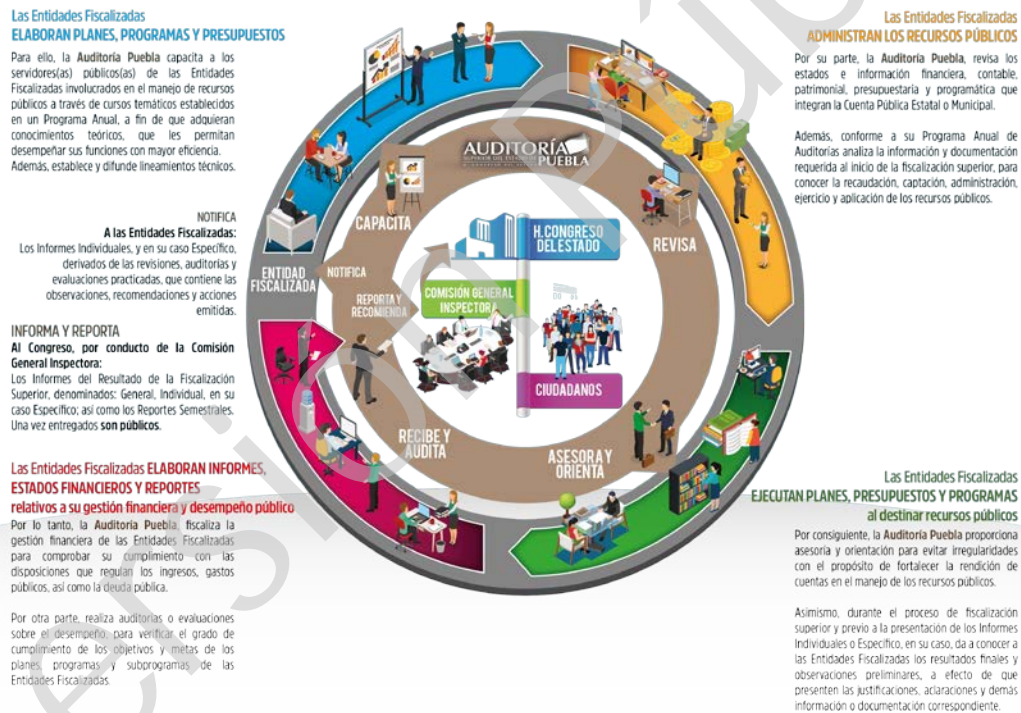 Las Entidades Fiscalizadas
ELABORAN PLANES, PROGRAMAS Y PRESUPUESTOS
Para ello, la Auditoría Puebla capacita a los
servidores(as) públicos(as) de las Entidades
Fiscalizadas involucrados en el manejo de recursos
públicos a través de cursos temáticos establecidos
en un Programa Anual, a fin de que adquieran
conocimientos teóricos, que les permitan
desempeñar sus funciones con mayor eficiencia.
Además, establece y difunde lineamientos técnicos.
NOTIFICA
A las Entidades Fiscalizadas:
Los Informes Individuales, y en su caso Específico,
derivados de las revisiones, auditorías y
evaluaciones practicadas, que contiene las
observaciones, recomendaciones y acciones
emitidas.
INFORMA Y REPORTA
Al Congreso, por conducto de la Comisión
General Inspectora:
Los Informes del Resultado de la Fiscalización
Superior, denominados: General, Individual, en su
caso Específico; así como los Reportes Semestrales.
Una vez entregados son públicos.
Las Entidades Fiscalizadas ELABORAN INFORMES,
ESTADOS FINANCIEROS Y REPORTES
relativos a su gestión financiera y desempeño público
Por lo tanto, la Auditoría Puebla, fiscaliza la
gestión financiera de las Entidades Fiscalizadas
para comprobar su cumplimiento con las
disposiciones que regulan los ingresos, gastos
públicos, así como la deuda pública.
Por otra parte, realiza auditorías o evaluaciones
sobre el desempeño, para verificar el grado de
cumplimiento de los objetivos y metas de los
planes, programas y subprogramas de las
Entidades Fiscalizadas
AUDITORÍA
SUPERIOR DEL ESTADO DE PUEBLA
CAPACITA
REVISA
H.CONGRESO
DEL ESTADO
ENTIDAD
FISCALIZADA
NOTIFICA
REPORTA Y
RECOMIENDA
COMISIÓN GENERAL
INSPECTORA
CIUDADANOS
RECIBE Y
AUDITA
ASESORA Y
ORIENTA
Las Entidades Fiscalizadas
ADMINISTRAN LOS RECURSOS PÚBLICOS
Por su parte, la Auditoría Puebla, revisa los
estados e información financiera, contable,
patrimonial, presupuestaria y programática que
integran la Cuenta Pública Estatal o Municipal.
Además, conforme a su Programa Anual de
Auditorías analiza la información y documentación
requerida al inicio de la fiscalización superior, para
conocer la recaudación, captación, administración,
ejercicio y aplicación de los recursos públicos.
Las Entidades Fiscalizadas
EJECUTAN PLANES, PRESUPUESTOS Y PROGRAMAS
al destinar recursos públicos
Por consiguiente, la Auditoría Puebla proporciona
asesoría y orientación para evitar irregularidades
con el propósito de fortalecer la rendición de
cuentas en el manejo de los recursos públicos.
Asimismo, durante el proceso de fiscalización
superior y previo a la presentación de los Informes
Individuales o Específico, en su caso, da a conocer a
las Entidades Fiscalizadas los resultados finales y
observaciones preliminares, a efecto de que
presenten las justificaciones, aclaraciones y demás
información o documentación correspondiente.